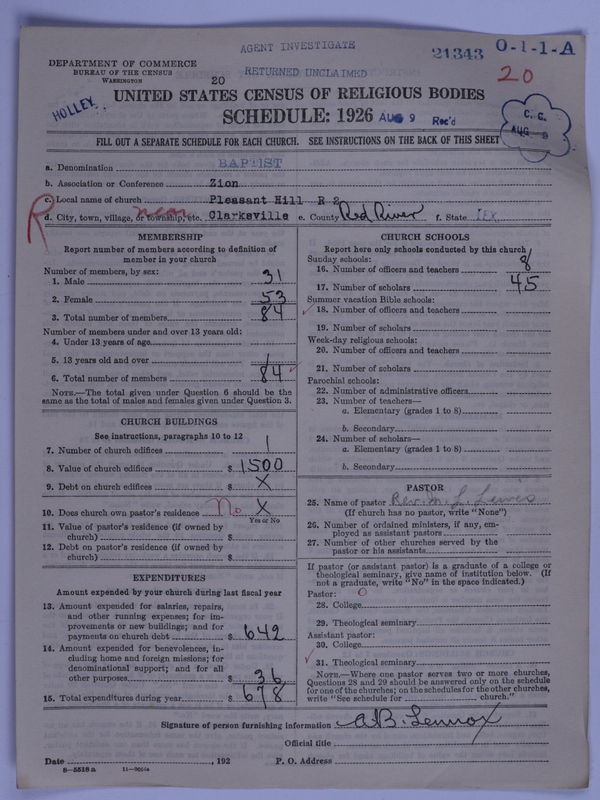 AGENT INVESTIGATE
21343 O-1-1-A
DEPARTMENT OF COMMERCE
BUREAU OF THE CENSUS
WASHINGTON
20
RETURNED UNCLAIMED
20
HOLLEY
UNITED STATES CENSUS OF RELIGIOUS BODIES
SCHEDULE: 1926 AUG 9 Rec'd
C. C.
AUG 9
FILL OUT A SEPARATE SCHEDULE FOR EACH CHURCH. SEE INSTRUCTIONS ON THE BACK OF THIS SHEET
a. Denomination BAPTIST
b. Association or Conference Zion
c. Local name of church Pleasant Hill R 2
R
d. City, town, village, or township, etc. near Clarksville e. County Red River f. State TEX
MEMBERSHIP
Report number of members according to definition of
member in your church
Number of members, by sex:
1. Male 31
2. Female 53
3. Total number of members 84
Number of members under and over 13 years old:
4. Under 13 years of age
5. 13 years old and over
6. Total number of members 84
NOTE.—The total given under Question 6 should be the
same as the total of males and females given under Question 3.
CHURCH BUILDINGS
See instructions, paragraphs 10 to 12
7. Number of church edifices 1
8. Value of church edifices $ 1500
9. Debt on church edifices $ X
10. Does church own pastor's residence No X
Yes or No
11. Value of pastor's residence (if owned by
church) $
12. Debt on pastor's residence (if owned by
church) $
EXPENDITURES
Amount expended by your church during last fiscal year
13. Amount expended for salaries, repairs,
and other running expenses; for im-
provements or new buildings; and for
payments on church debt $ 642
14. Amount expended for benevolences, in-
cluding home and foreign missions; for
denominational support; and for all
other purposes $ 36
15. Total expenditures during year $ 678
CHURCH SCHOOLS
Report here only schools conducted by this church
Sunday schools:
16. Number of officers and teachers 8
17. Number of scholars 45
Summer vacation Bible schools:
18. Number of officers and teachers
19. Number of scholars
Week-day religious schools:
20. Number of officers and teachers
21. Number of scholars
Parochial schools:
22. Number of administrative officers
23. Number of teachers—
a. Elementary (grades 1 to 8)
b. Secondary
24. Number of scholars—
a. Elementary (grades 1 to 8)
b. Secondary
PASTOR
25. Name of pastor Rev. M. L. Lewis
(If church has no pastor, write "None")
26. Number of ordained ministers, if any, em-
ployed as assistant pastors
27. Number of other churches served by the
pastor or his assistants
If pastor (or assistant pastor) is a graduate of a college or
theological seminary, give name of institution below. (If
not a graduate, write "No" in the space indicated.)
Pastor: O
28. College
29. Theological seminary
Assistant pastor:
30. College
31. Theological seminary
NOTE.—Where one pastor serves two or more churches,
Questions 28 and 29 should be answered only on the schedule
for one of the churches; on the schedules for the other churches,
write "See schedule for church."
Signature of person furnishing information A.B. Lennox
Official title
Date , 192 P. O. Address
8—5518a